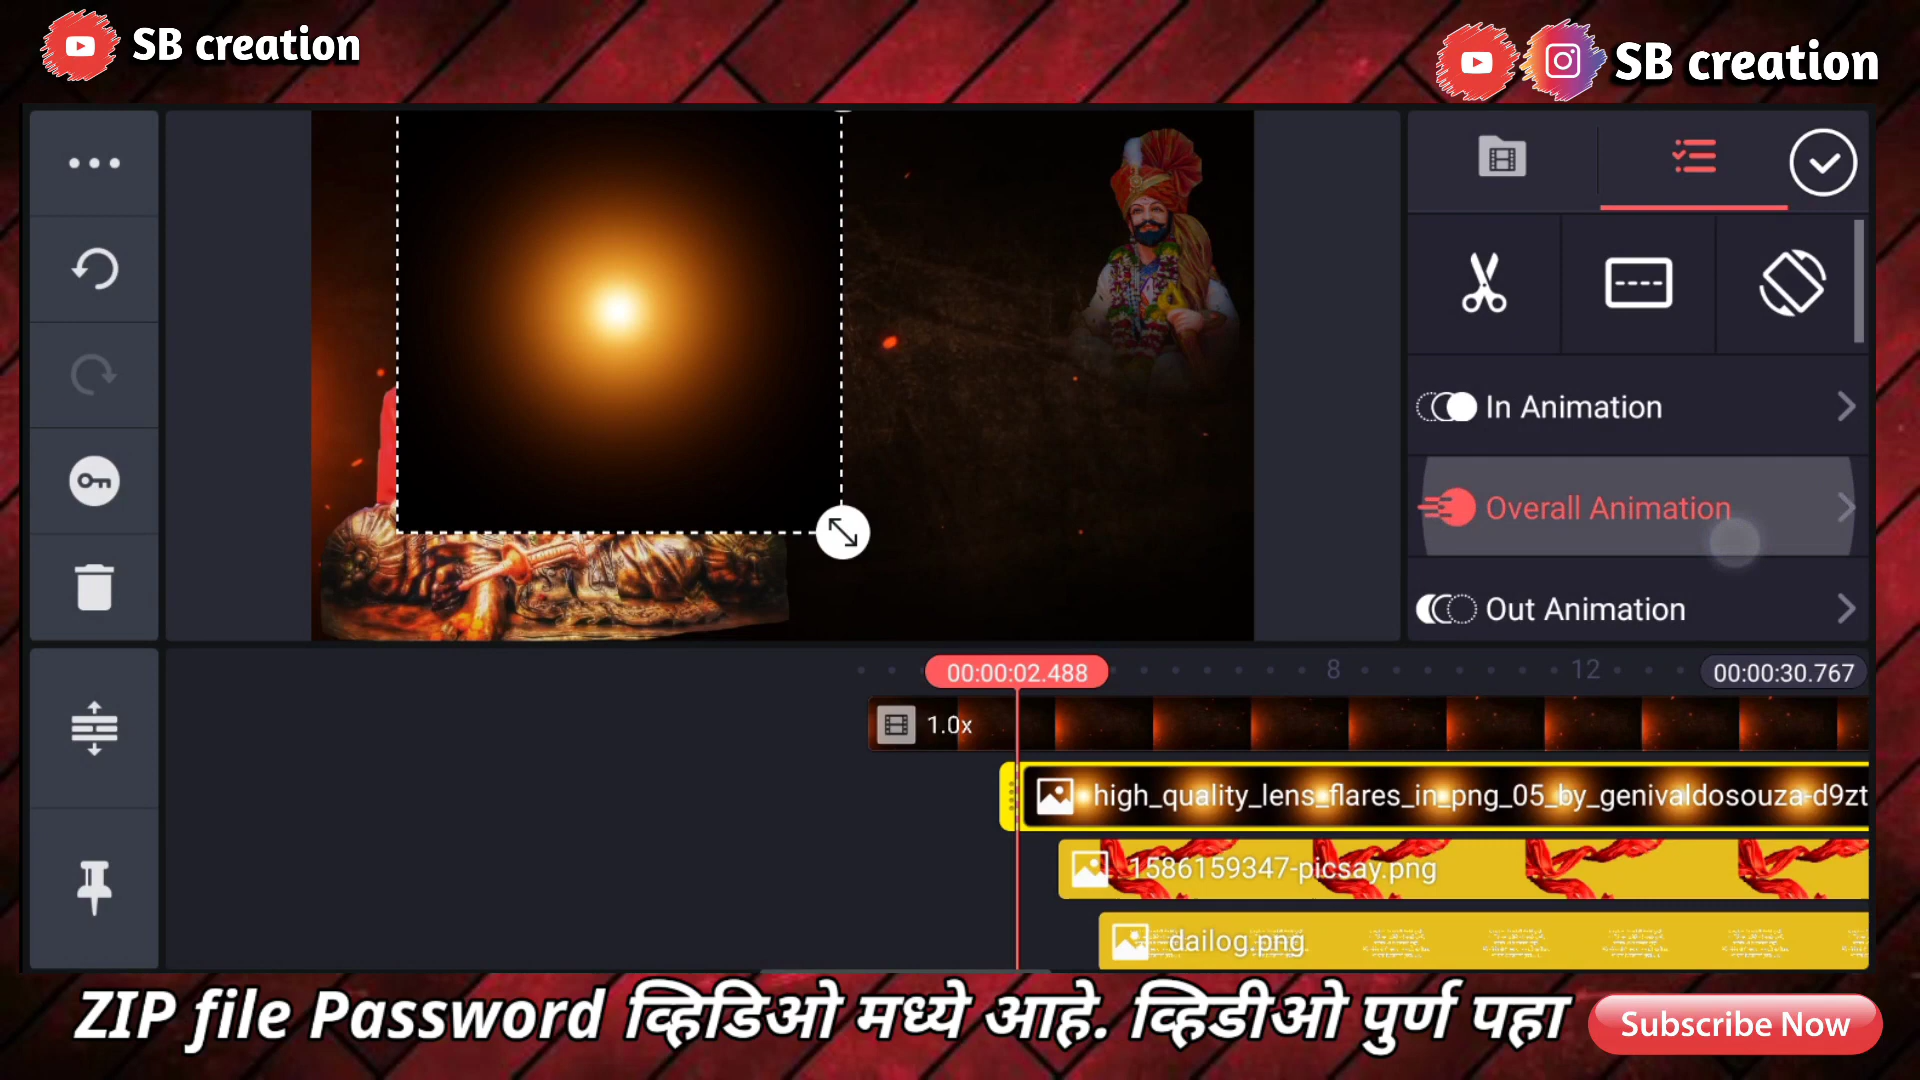 SB creation
SB creation
In Animation
Overall Animation
Out Animation
00:00:02.488
8
12
00:00:30.767
1.0x
high_quality_lens_flares_in_png_05_by_genivaldosouza-d9zt
1586159347-picsay.png
dailog.png
ZIP file Password व्हिडिओ मध्ये आहे. व्हिडीओ पुर्ण पहा
Subscribe Now